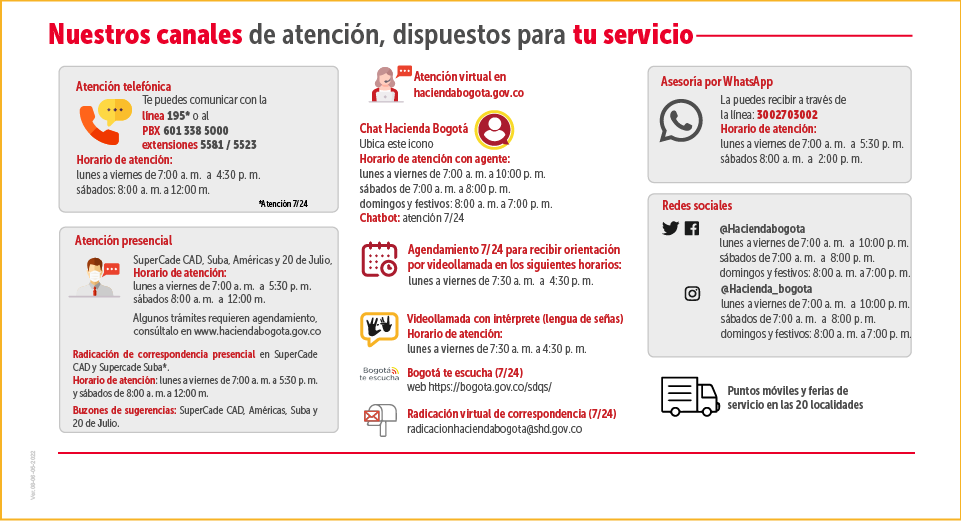 Nuestros canales de atención, dispuestos para tu servicio
Atención telefónica
Te puedes comunicar con la
línea 195* o al
PBX 601 338 5000
extensiones 5581 / 5523
Horario de atención:
lunes a viernes de 7:00 a. m. a 4:30 p. m.
sábados: 8:00 a. m. a 12:00 m.
*Atención 7/24
Atención presencial
SuperCade CAD, Suba, Américas y 20 de Julio,
Horario de atención:
lunes a viernes de 7:00 a. m. a 5:30 p. m.
sábados 8:00 a. m. a 12:00 m.
Algunos trámites requieren agendamiento,
consúltalo en www.haciendabogota.gov.co
Radicación de correspondencia presencial en SuperCade
CAD y Supercade Suba*.
Horario de atención: lunes a viernes de 7:00 a. m. a 5:30 p. m.
y sábados de 8:00 a. m. a 12:00 m.
Buzones de sugerencias: SuperCade CAD, Américas, Suba y
20 de Julio.
Atención virtual en
haciendabogota.gov.co
Chat Hacienda Bogotá
Ubica este icono
Horario de atención con agente:
lunes a viernes de 7:00 a. m. a 10:00 p. m.
sábados de 7:00 a. m. a 8:00 p. m.
domingos y festivos: 8:00 a. m. a 7:00 p. m.
Chatbot: atención 7/24
Agendamiento 7/24 para recibir orientación
por videollamada en los siguientes horarios:
lunes a viernes de 7:30 a. m. a 4:30 p. m.
Videollamada con intérprete (lengua de señas)
Horario de atención:
lunes a viernes de 7:30 a. m. a 4:30 p. m.
Bogotá
te escucha
Bogotá te escucha (7/24)
web https://bogota.gov.co/sdqs/
Radicación virtual de correspondencia (7/24)
radicacionhaciendabogota@shd.gov.co
Asesoría por WhatsApp
La puedes recibir a través de
la línea: 3002703002
Horario de atención:
lunes a viernes de 7:00 a. m. a 5:30 p. m.
sábados 8:00 a. m. a 2:00 p. m.
Redes sociales
@Haciendabogota
lunes a viernes de 7:00 a. m. a 10:00 p. m.
sábados de 7:00 a. m. a 8:00 p. m.
domingos y festivos: 8:00 a. m. a 7:00 p. m.
@Hacienda_bogota
lunes a viernes de 7:00 a. m. a 10:00 p. m.
sábados de 7:00 a. m. a 8:00 p. m.
domingos y festivos: 8:00 a. m. a 7:00 p. m.
Puntos móviles y ferias de
servicio en las 20 localidades